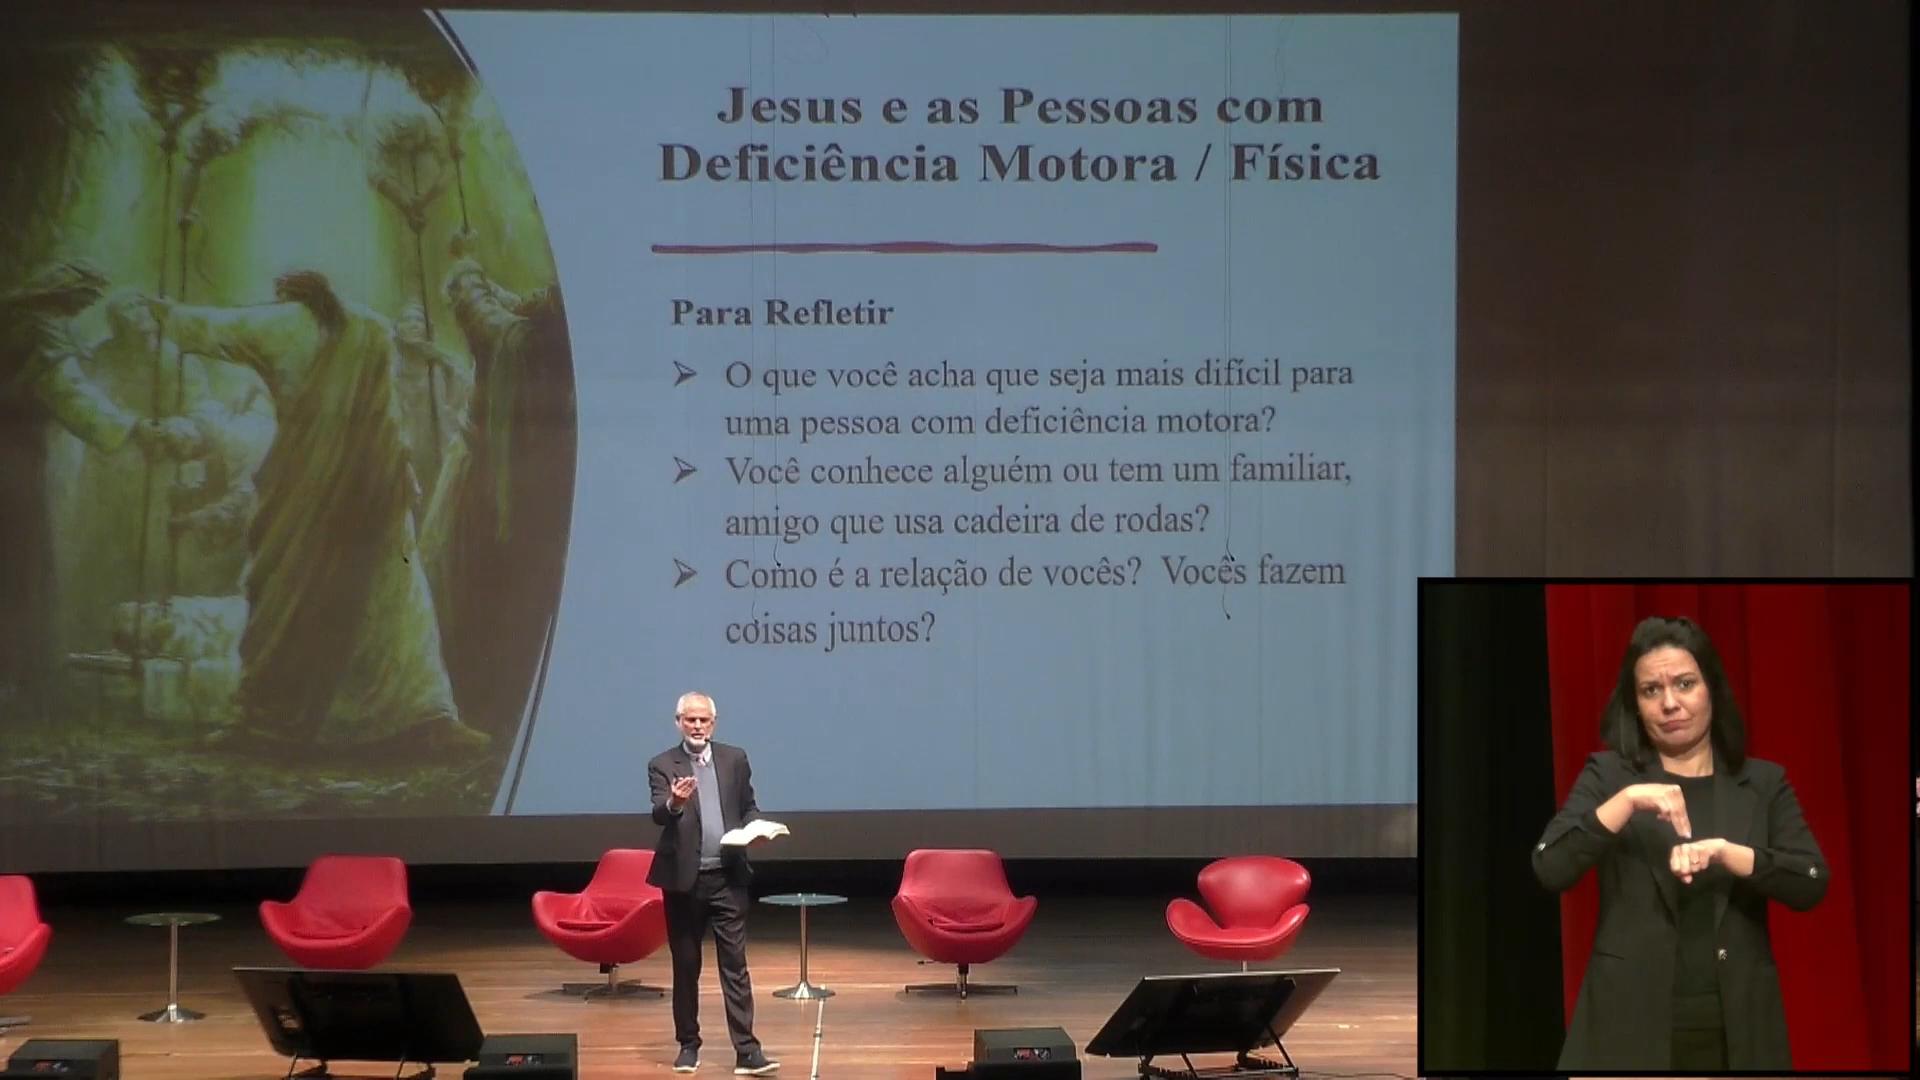 Jesus e as Pessoas com
Deficiência Motora / Física
Para Refletir
➢ O que você acha que seja mais difícil para
uma pessoa com deficiência motora?
➢ Você conhece alguém ou tem um familiar,
amigo que usa cadeira de rodas?
➢ Como é a relação de vocês? Vocês fazem
coisas juntos?